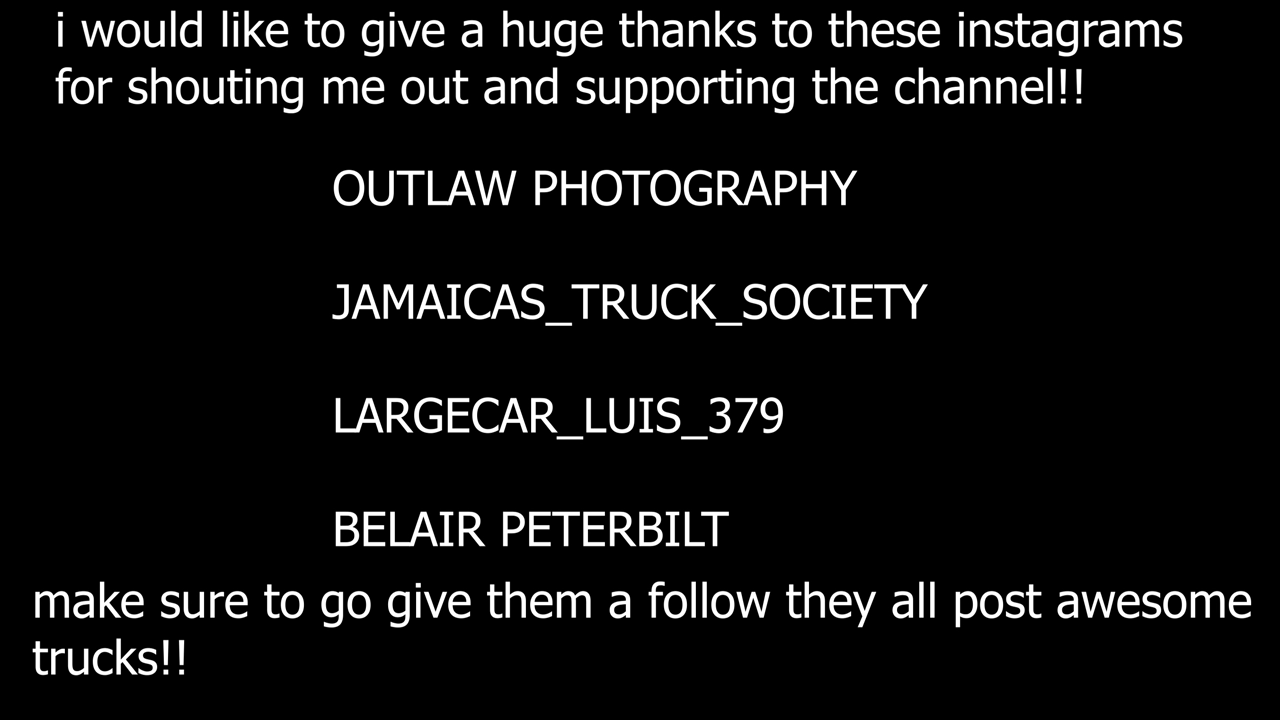 i would like to give a huge thanks to these instagrams
for shouting me out and supporting the channel!!
OUTLAW PHOTOGRAPHY
JAMAICAS_TRUCK_SOCIETY
LARGECAR_LUIS_379
BELAIR PETERBILT
make sure to go give them a follow they all post awesome
trucks!!